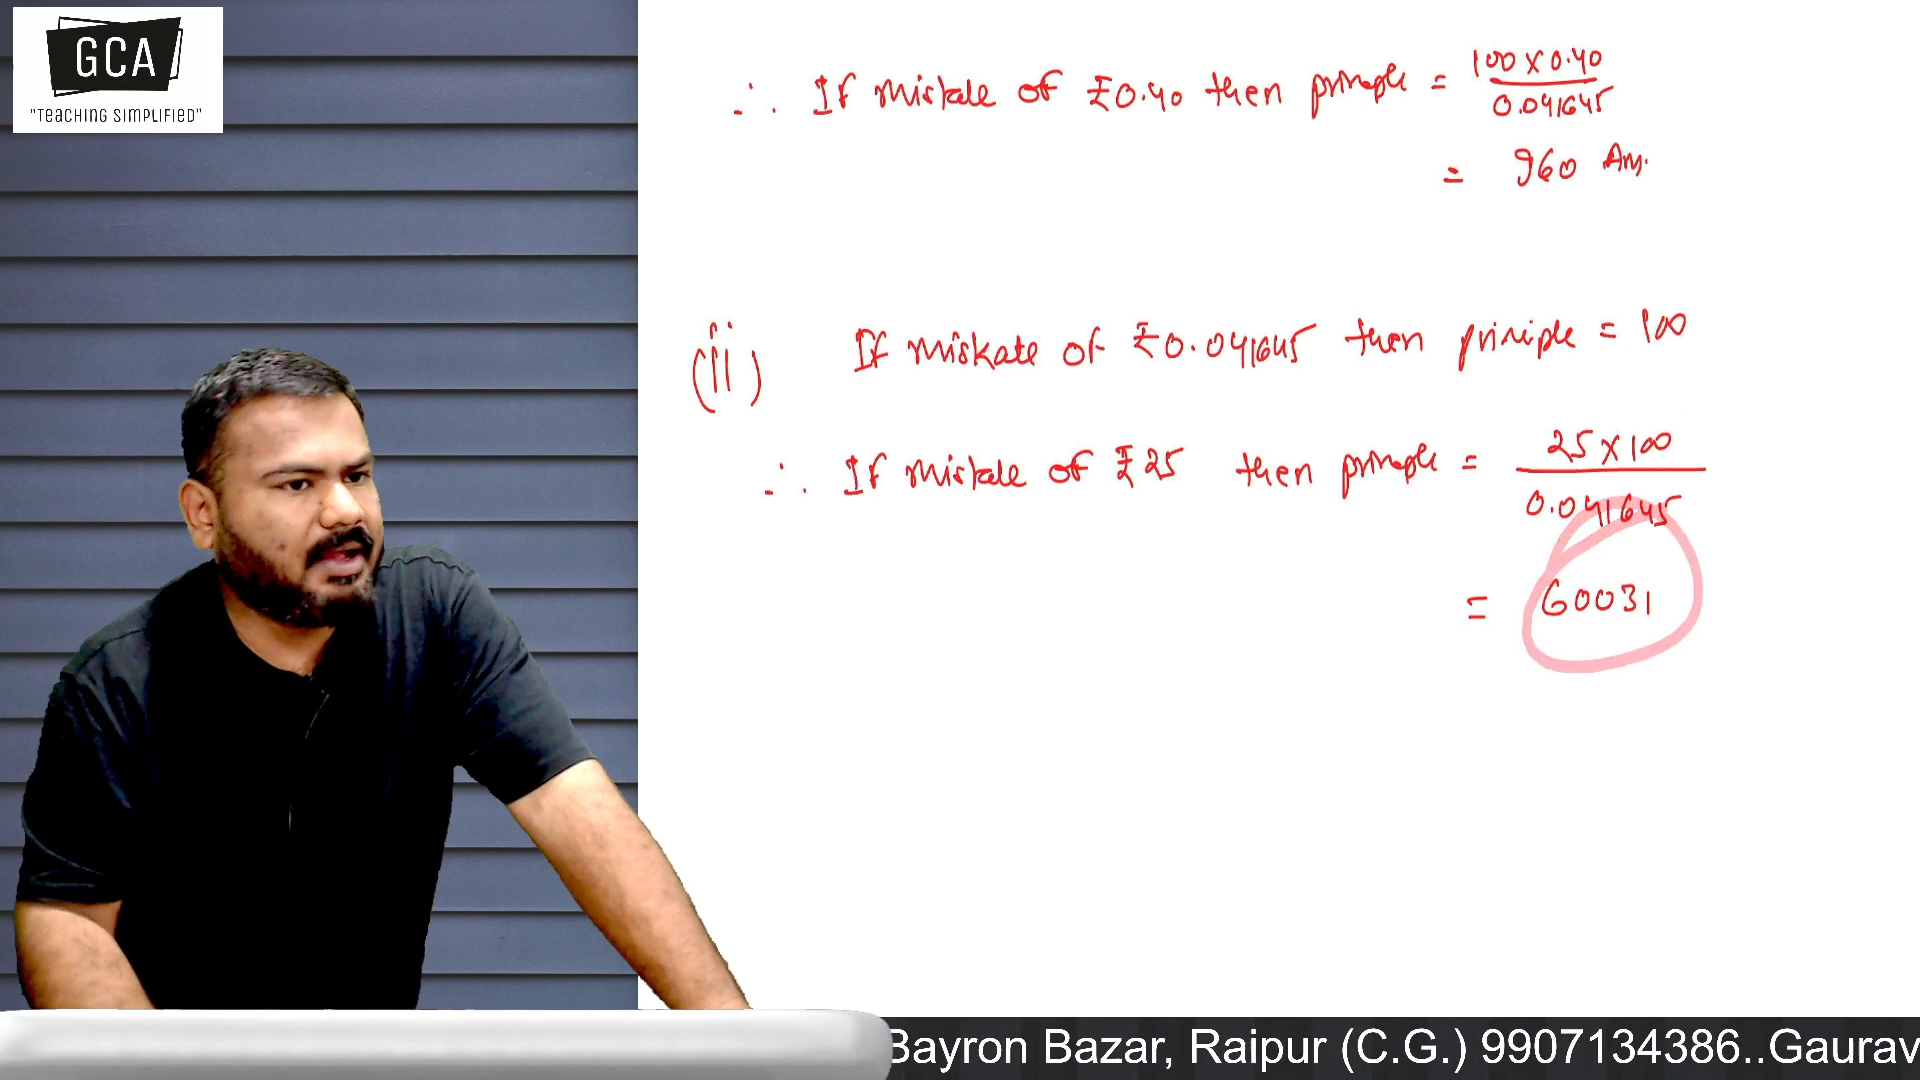 GCA
"TEACHING SIMPLIFIED"
∴ If mistake of ₹0.40 then principle = 100 x 0.40
0.041645
= 960 Ans.
(ii) If miskate of ₹0.041645 then priniple = 100
∴ If mistake of ₹25 then principle = 25 x 100
0.041645
= 60031
Bayron Bazar, Raipur (C.G.) 9907134386..Gaurav